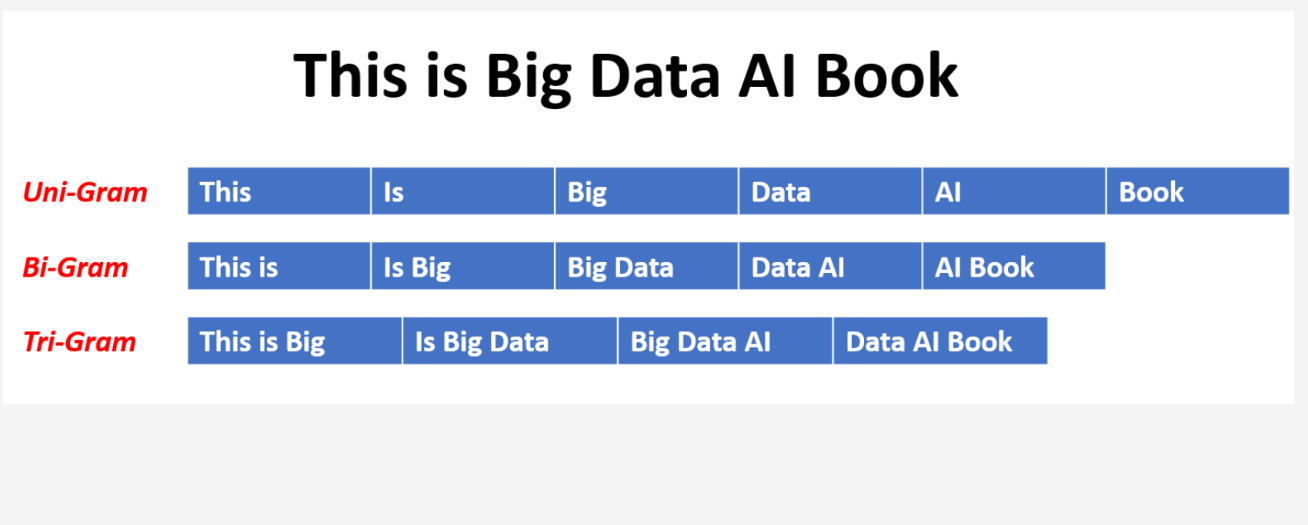 This is Big Data AI Book
Uni-Gram This Is Big Data AI Book
Bi-Gram This is Is Big Big Data Data AI AI Book
Tri-Gram This is Big Is Big Data Big Data AI Data AI Book